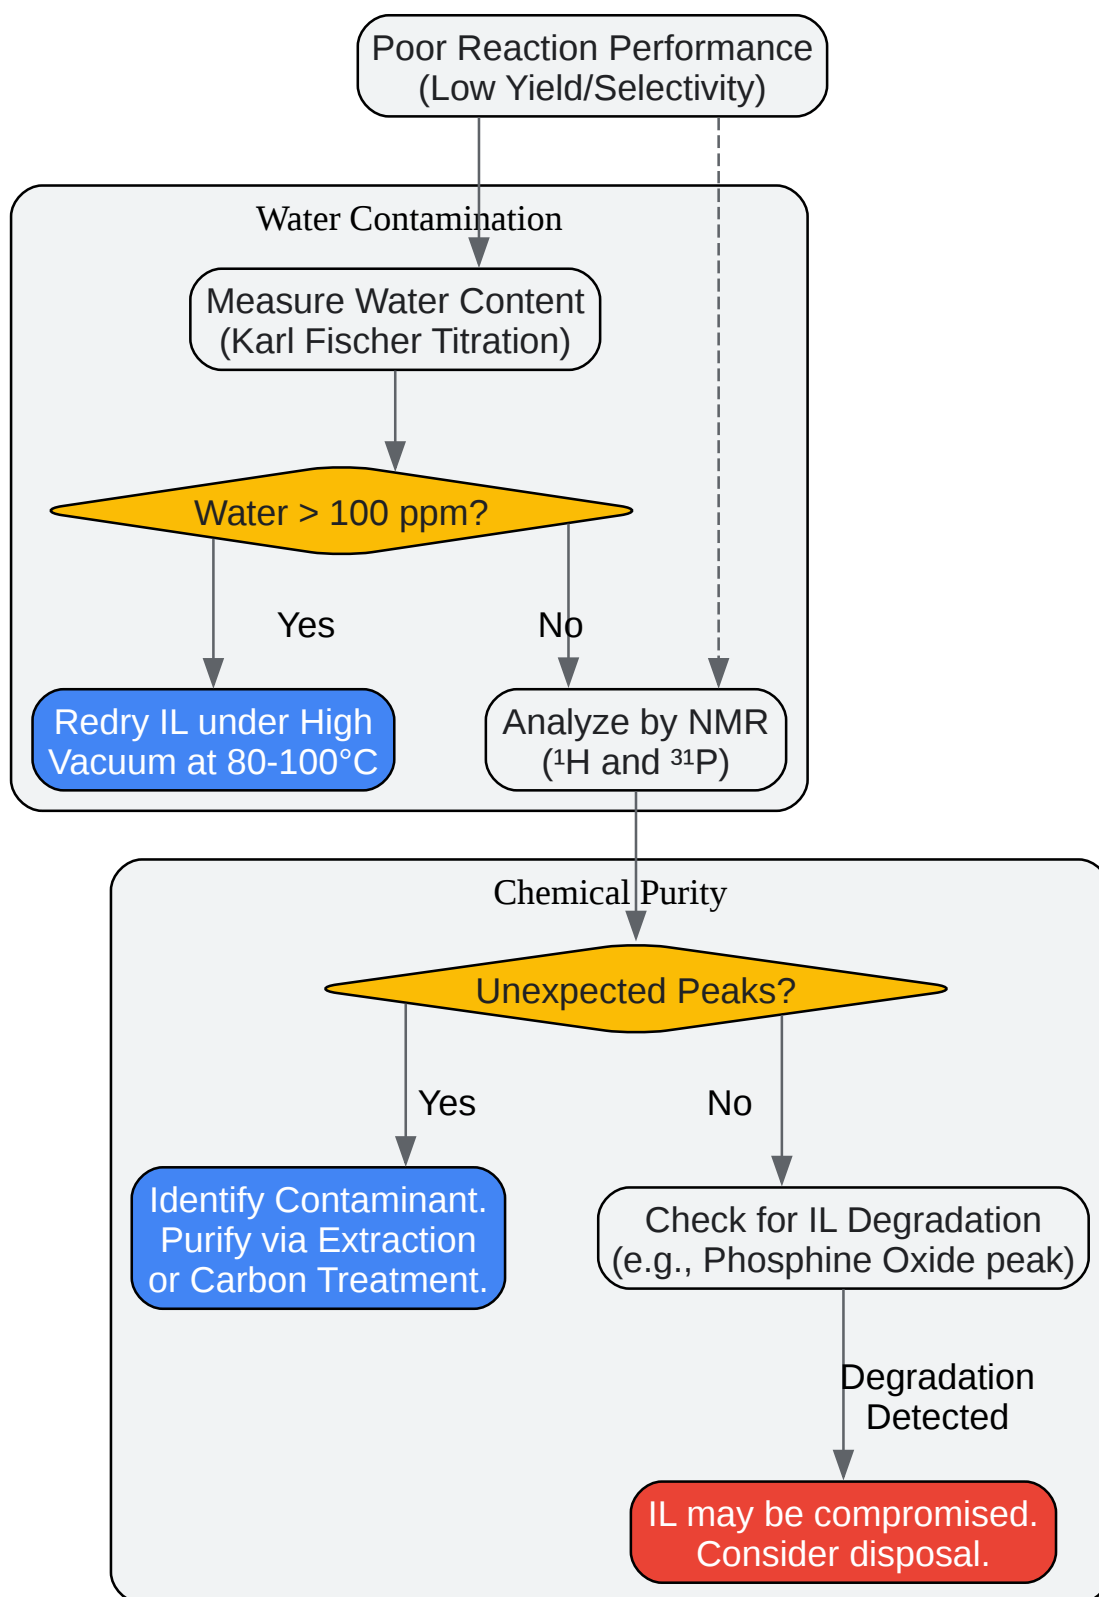 Poor Reaction Performance
(Low Yield/Selectivity)
Water Contamination
Measure Water Content
(Karl Fischer Titration)
Water > 100 ppm?
Yes
No
Redry IL under High
Vacuum at 80-100°C
Analyze by NMR
(¹H and ³¹P)
Chemical Purity
Unexpected Peaks?
Yes
No
Identify Contaminant.
Purify via Extraction
or Carbon Treatment.
Check for IL Degradation
(e.g., Phosphine Oxide peak)
Degradation
Detected
IL may be compromised.
Consider disposal.